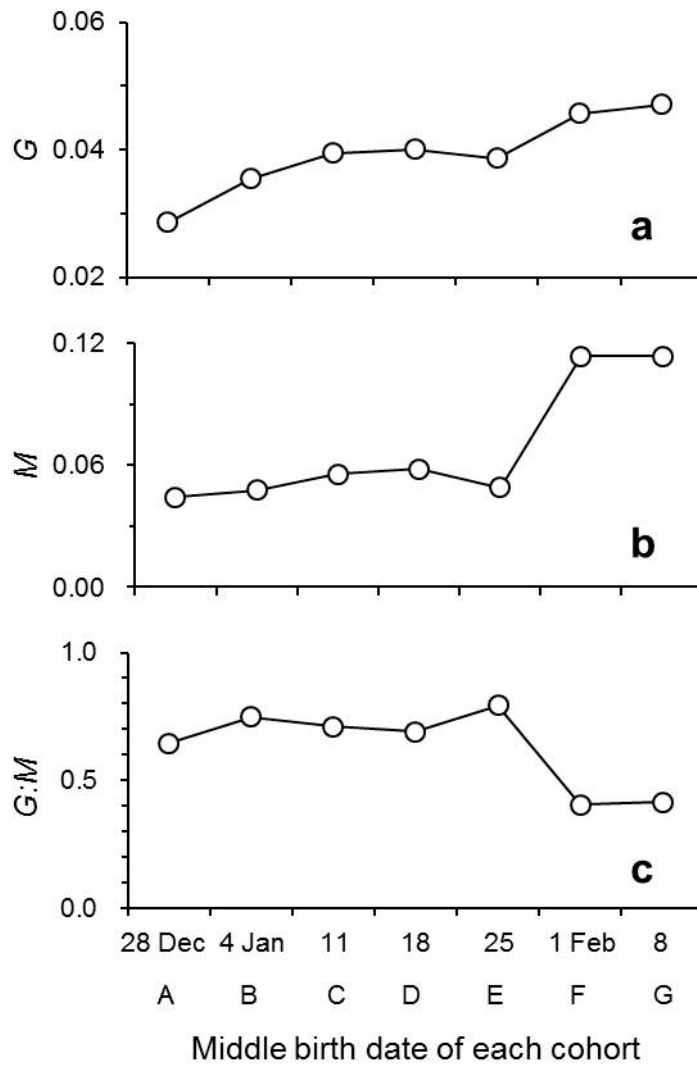 0.06
0.04
0.02
G
a
0.12
0.06
0.00
M
b
1.0
0.5
0.0
G:M
c
28 Dec 4 Jan 11 18 25 1 Feb 8
A B C D E F G
Middle birth date of each cohort